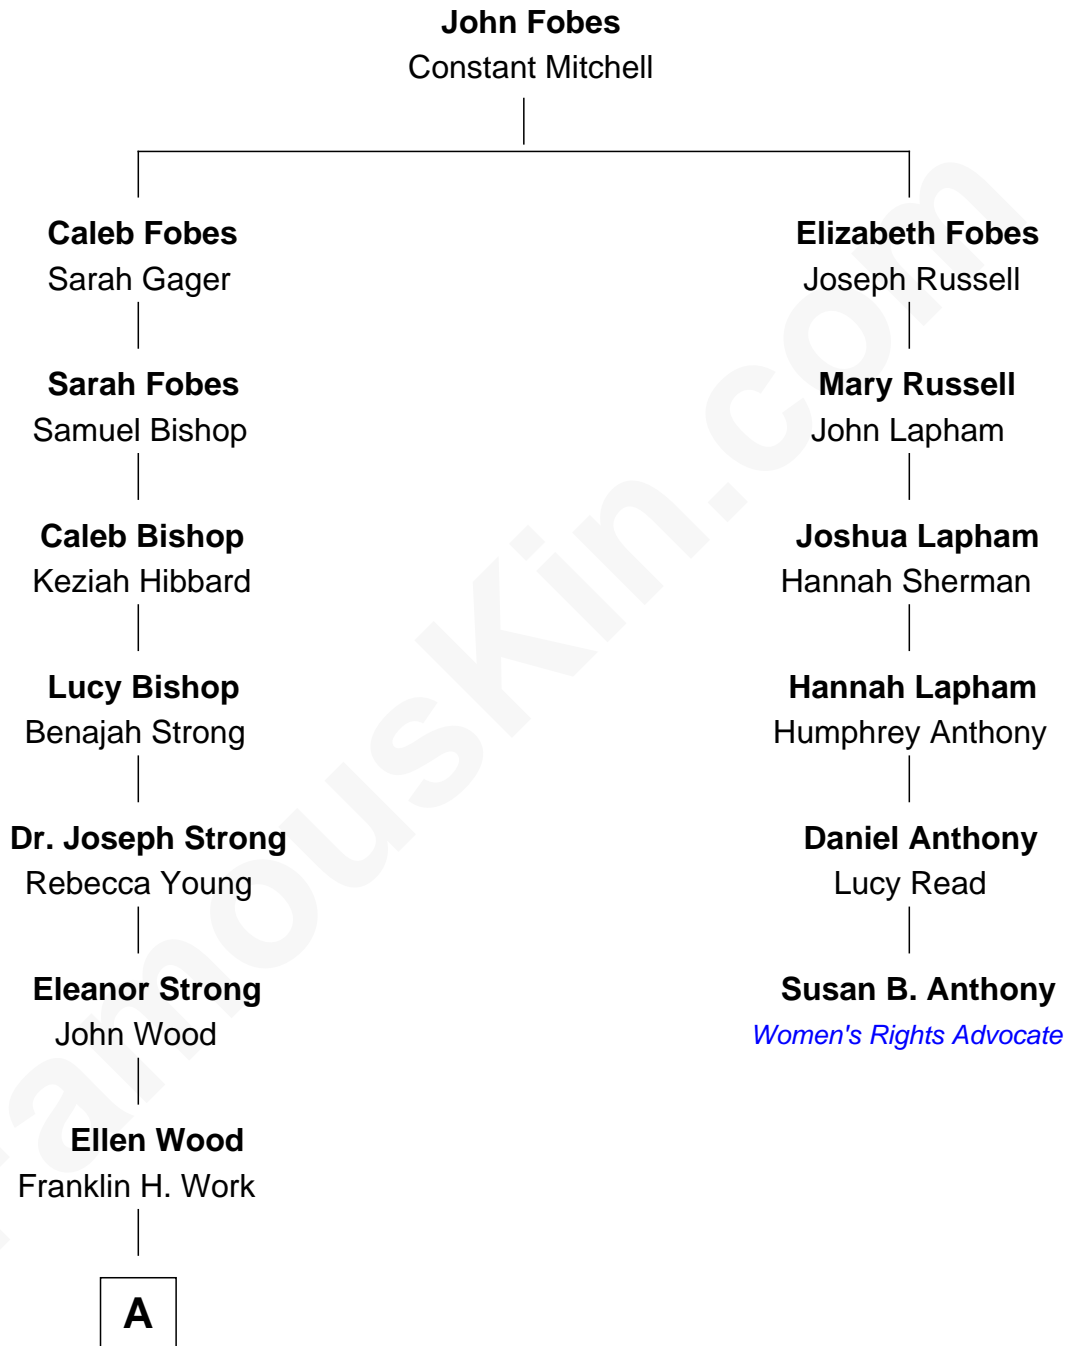 John Fobes
Constant Mitchell
Caleb Fobes
Sarah Gager
Elizabeth Fobes
Joseph Russell
Sarah Fobes
Samuel Bishop
Mary Russell
John Lapham
Caleb Bishop
Keziah Hibbard
Joshua Lapham
Hannah Sherman
Lucy Bishop
Benajah Strong
Hannah Lapham
Humphrey Anthony
Dr. Joseph Strong
Rebecca Young
Daniel Anthony
Lucy Read
Eleanor Strong
John Wood
Susan B. Anthony
Women's Rights Advocate
Ellen Wood
Franklin H. Work
A
FamousKin.com